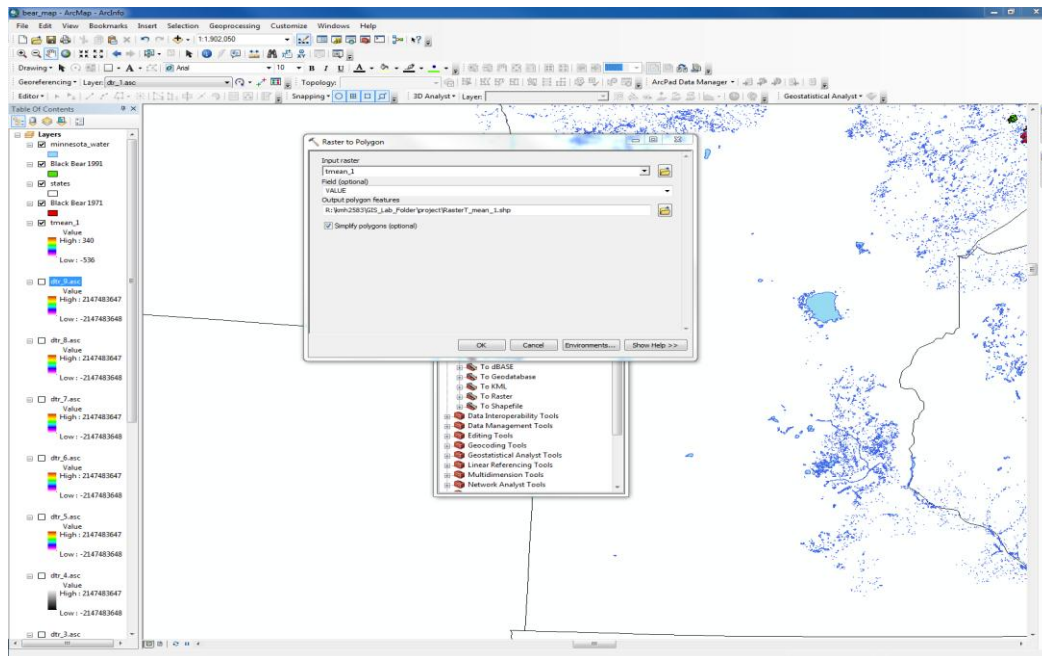 bear_map - ArcMap - ArcInfo
File Edit View Bookmarks Insert Selection Geoprocessing Customize Windows Help
1:1,902,050
Drawing Arial 10 B I U A
Georeferencing Layer: dtr_1.asc Topology: ArcPad Data Manager
Editor Snapping 3D Analyst Layer: Geostatistical Analyst
Table Of Contents
Layers
minnesota_water
Black Bear 1991
states
Black Bear 1971
tmean_1
Value
High : 340
Low : -536
dtr_9.asc
Value
High : 2147483647
Low : -2147483648
dtr_8.asc
Value
High : 2147483647
Low : -2147483648
dtr_7.asc
Value
High : 2147483647
Low : -2147483648
dtr_6.asc
Value
High : 2147483647
Low : -2147483648
dtr_5.asc
Value
High : 2147483647
Low : -2147483648
dtr_4.asc
Value
High : 2147483647
Low : -2147483648
dtr_3.asc
Raster to Polygon
Input raster
tmean_1
Field (optional)
VALUE
Output polygon features
R:\kmh2583\GIS_Lab_Folder\project\RasterT_mean_1.shp
Simplify polygons (optional)
OK Cancel Environments... Show Help >>
To dBASE
To Geodatabase
To KML
To Raster
To Shapefile
Data Interoperability Tools
Data Management Tools
Editing Tools
Geocoding Tools
Geostatistical Analyst Tools
Linear Referencing Tools
Multidimension Tools
Network Analyst Tools